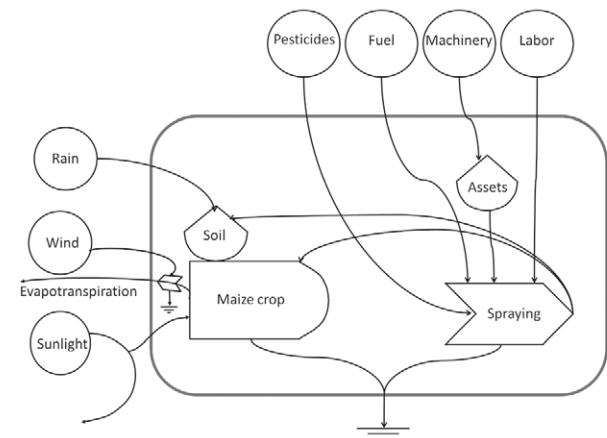 Pesticides
Fuel
Machinery
Labor
Rain
Assets
Soil
Wind
Evapotranspiration
Maize crop
Spraying
Sunlight